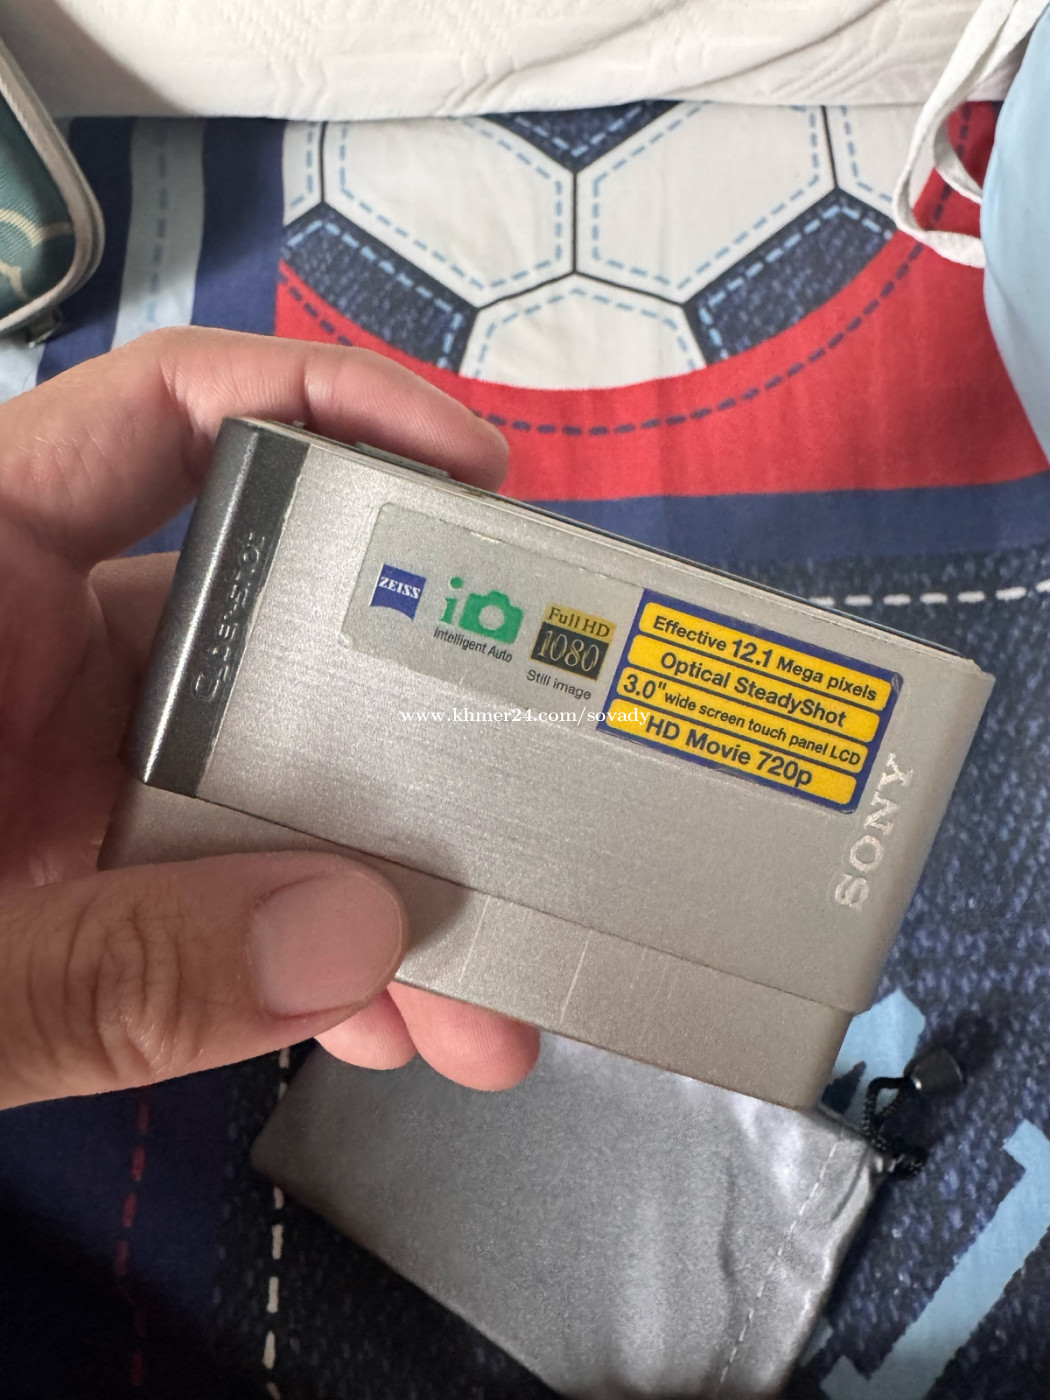 Cyber-shot
ZEISS
i
Intelligent Auto
Full HD
1080
Still image
Effective 12.1 Mega pixels
Optical SteadyShot
3.0" wide screen touch panel LCD
HD Movie 720p
SONY
www.khmer24.com/sovady